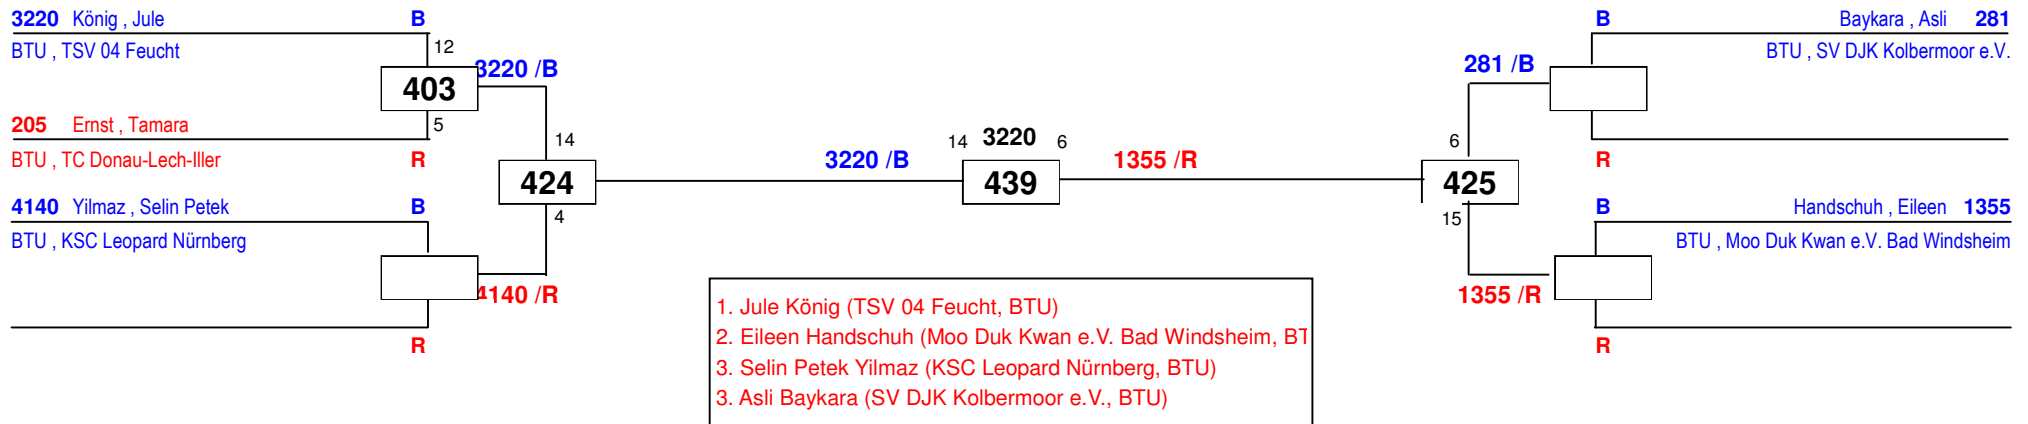 3220 König , Jule B
BTU , TSV 04 Feucht
12
403
3220 /B
5
205 Ernst , Tamara
BTU , TC Donau-Lech-Iller R
4140 Yilmaz , Selin Petek B
BTU , KSC Leopard Nürnberg
4140 /R
R
14
424
4
3220 /B
14 3220 6
439
1355 /R
B Baykara , Asli 281
BTU , SV DJK Kolbermoor e.V.
281 /B
R
6
425
15
B Handschuh , Eileen 1355
BTU , Moo Duk Kwan e.V. Bad Windsheim
1355 /R
R
1. Jule König (TSV 04 Feucht, BTU)
2. Eileen Handschuh (Moo Duk Kwan e.V. Bad Windsheim, BT
3. Selin Petek Yilmaz (KSC Leopard Nürnberg, BTU)
3. Asli Baykara (SV DJK Kolbermoor e.V., BTU)